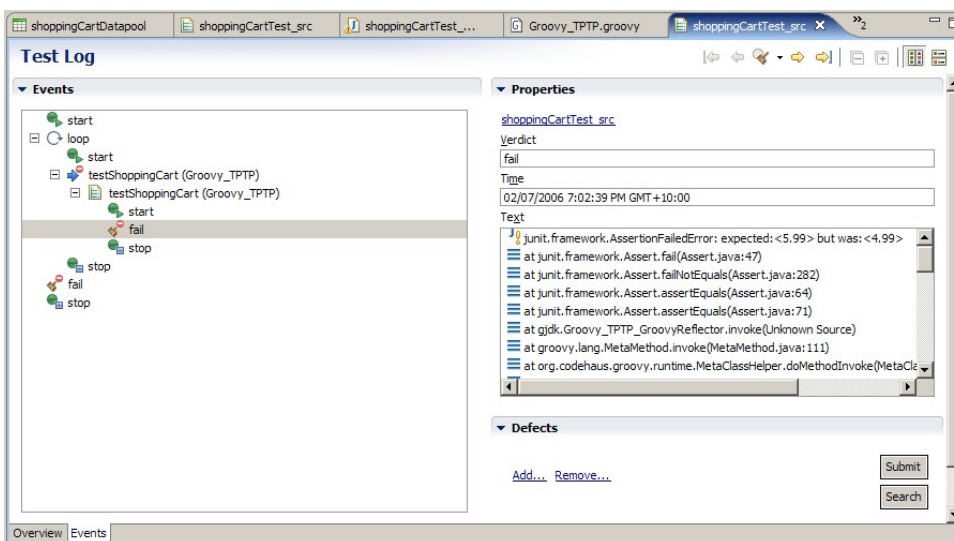 shoppingCartDatapool
shoppingCartTest_src
shoppingCartTest_...
Groovy_TPTP.groovy
shoppingCartTest_src
»2
Test Log
Events
start
loop
start
testShoppingCart (Groovy_TPTP)
testShoppingCart (Groovy_TPTP)
start
fail
stop
stop
fail
stop
Properties
shoppingCartTest_src
Verdict
fail
Time
02/07/2006 7:02:39 PM GMT+10:00
Text
junit.framework.AssertionFailedError: expected:<5.99> but was:<4.99>
at junit.framework.Assert.fail(Assert.java:47)
at junit.framework.Assert.failNotEquals(Assert.java:282)
at junit.framework.Assert.assertEquals(Assert.java:64)
at junit.framework.Assert.assertEquals(Assert.java:71)
at gjdk.Groovy_TPTP_GroovyReflector.invoke(Unknown Source)
at groovy.lang.MetaMethod.invoke(MetaMethod.java:111)
at org.codehaus.groovy.runtime.MetaClassHelper.doMethodInvoke(MetaCla
Defects
Add... Remove...
Submit
Search
Overview Events